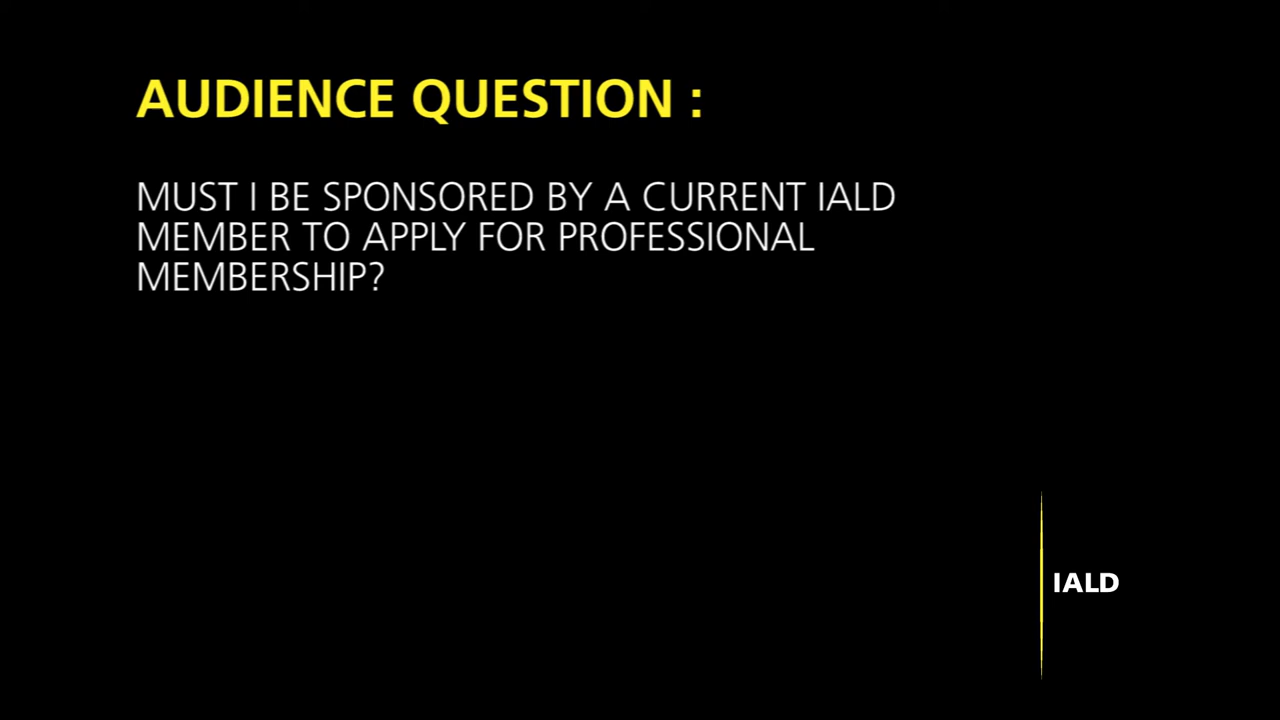 AUDIENCE QUESTION :
MUST I BE SPONSORED BY A CURRENT IALD
MEMBER TO APPLY FOR PROFESSIONAL
MEMBERSHIP?
IALD